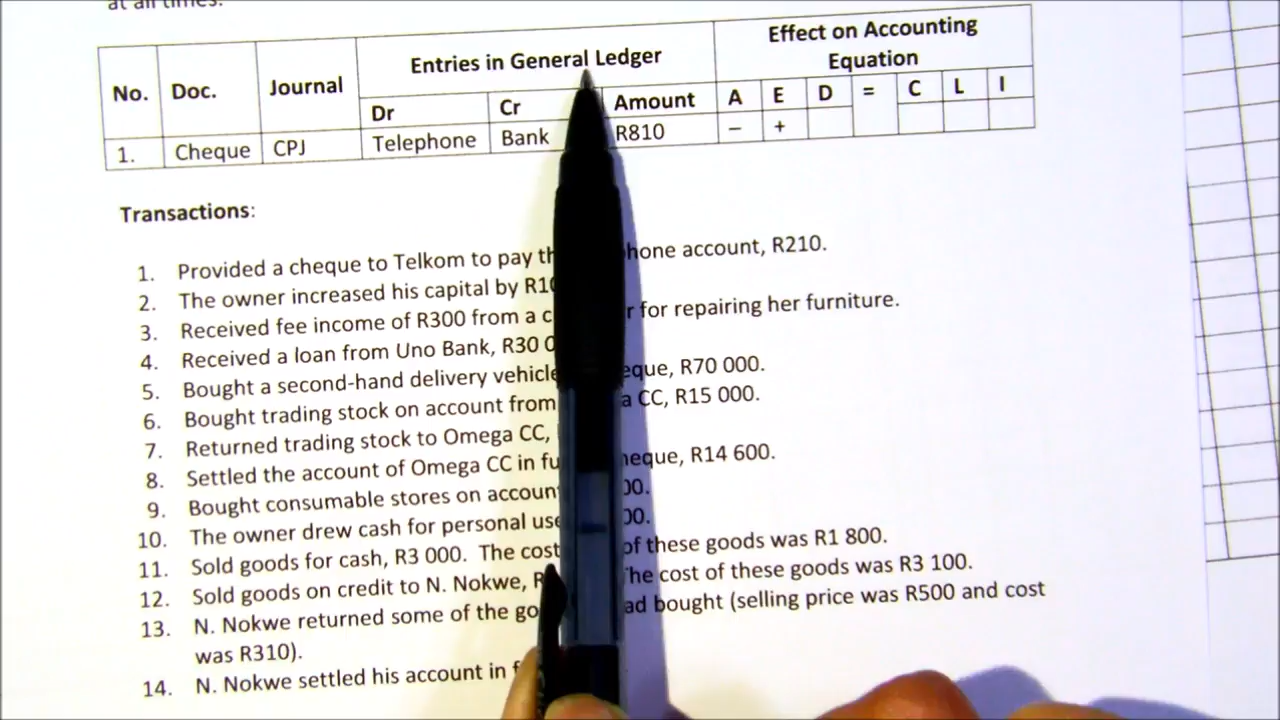 at all times.
No. Doc. Journal Entries in General Ledger Effect on Accounting Equation
Dr Cr Amount A E D = C L I
1. Cheque CPJ Telephone Bank R810 – +
Transactions:
1. Provided a cheque to Telkom to pay hone account, R210.
2. The owner increased his capital by
3. Received fee income of R300 from a for repairing her furniture.
4. Received a loan from Uno Bank, R30
5. Bought a second-hand delivery vehicle eque, R70 000.
6. Bought trading stock on account from CC, R15 000.
7. Returned trading stock to Omega CC,
8. Settled the account of Omega CC in heque, R14 600.
9. Bought consumable stores on accoun 00.
10. The owner drew cash for personal use 00.
11. Sold goods for cash, R3 000. The cost of these goods was R1 800.
12. Sold goods on credit to N. Nokwe, R The cost of these goods was R3 100.
13. N. Nokwe returned some of the go ad bought (selling price was R500 and cost
was R310).
14. N. Nokwe settled his account in